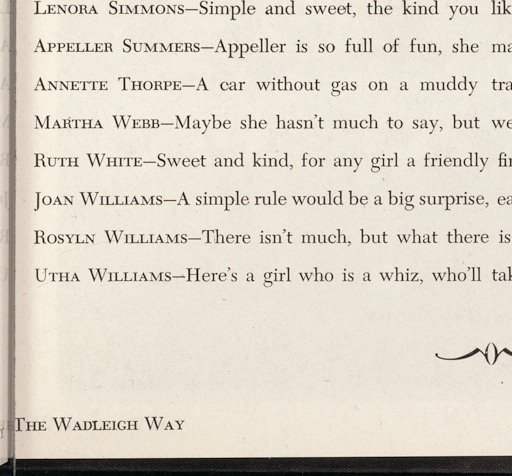 Lenora Simmons—Simple and sweet, the kind you lik
Appeller Summers—Appeller is so full of fun, she ma
Annette Thorpe—A car without gas on a muddy tra
Martha Webb—Maybe she hasn't much to say, but we
Ruth White—Sweet and kind, for any girl a friendly fin
Joan Williams—A simple rule would be a big surprise, ea
Rosyln Williams—There isn't much, but what there is
Utha Williams—Here's a girl who is a whiz, who'll tak
The Wadleigh Way